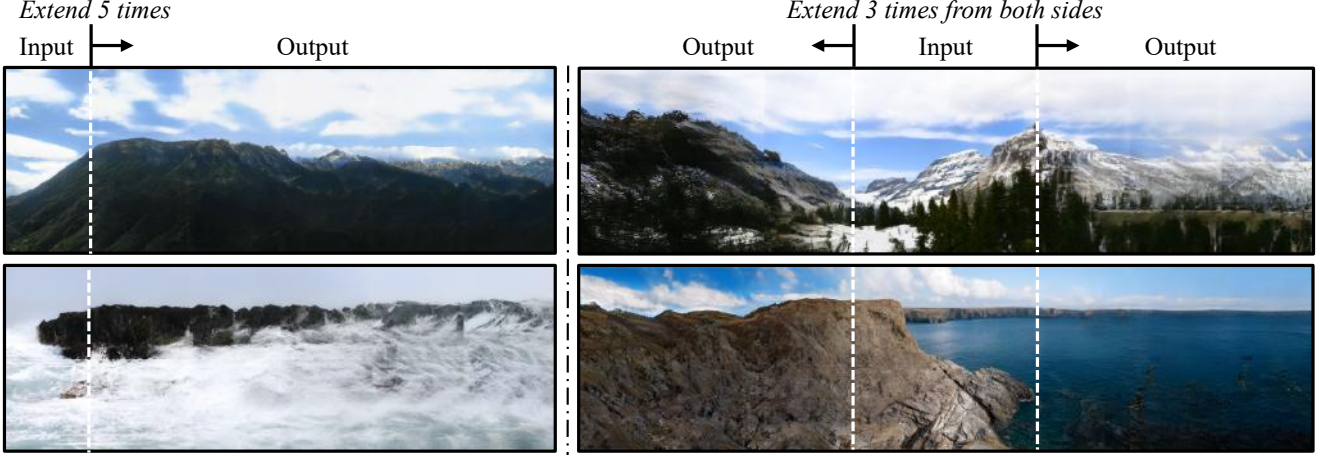 Extend 5 times
Input
Output
Extend 3 times from both sides
Output
Input
Output